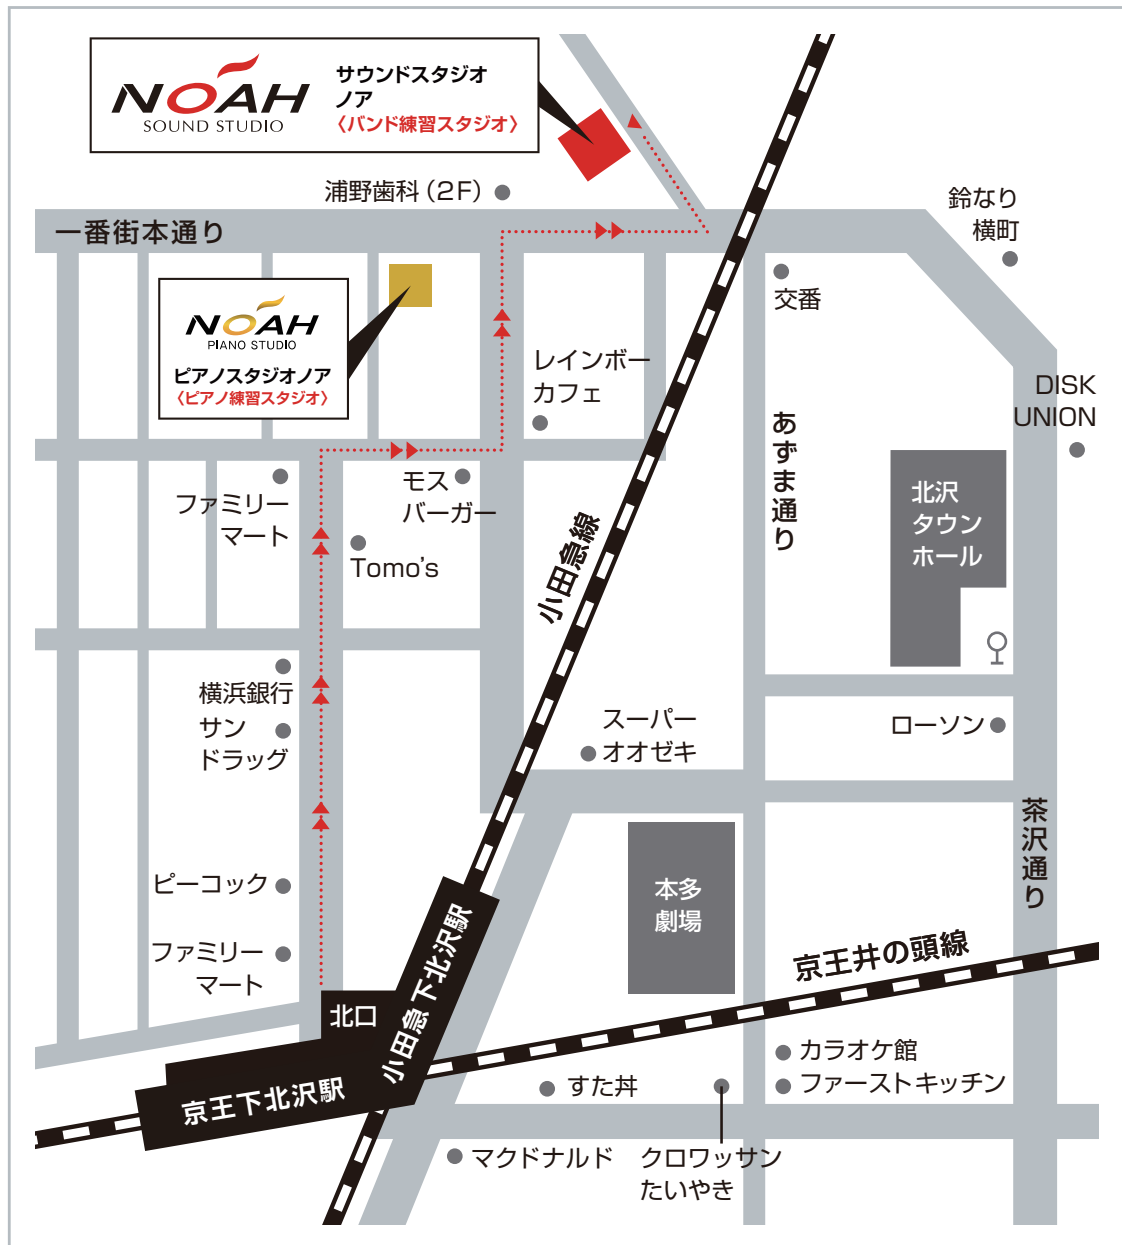 NOAH
SOUND STUDIO
サウンドスタジオ
ノア
〈バンド練習スタジオ〉
浦野歯科（2F）
鈴なり
横町
一番街本通り
交番
NOAH
PIANO STUDIO
ピアノスタジオノア
〈ピアノ練習スタジオ〉
レインボー
カフェ
DISK
UNION
あずま通り
北沢
タウン
ホール
ファミリー
マート
モス
バーガー
Tomo's
小田急線
横浜銀行
サン
ドラッグ
スーパー
オオゼキ
ローソン
茶沢通り
ピーコック
本多
劇場
ファミリー
マート
小田急 下北沢駅
京王井の頭線
北口
京王下北沢駅
カラオケ館
すた丼
ファーストキッチン
マクドナルド
クロワッサン
たいやき